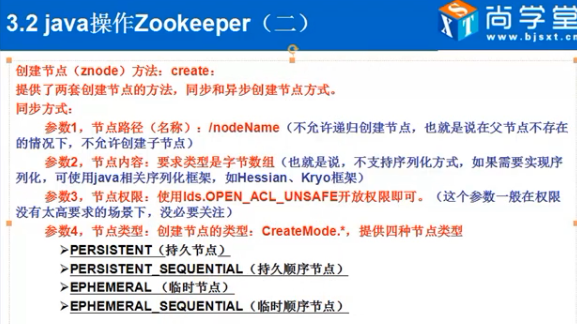 3.2 java操作Zookeeper（二）
SXT
尚学堂
www.bjsxt.com
创建节点（znode）方法：create：
提供了两套创建节点的方法，同步和异步创建节点方式。
同步方式：
参数1，节点路径（名称）：/nodeName（不允许递归创建节点，也就是说在父节点不存在
的情况下，不允许创建子节点）
参数2，节点内容：要求类型是字节数组（也就是说，不支持序列化方式，如果需要实现序
列化，可使用java相关序列化框架，如Hessian、Kryo框架）
参数3，节点权限：使用Ids.OPEN_ACL_UNSAFE开放权限即可。（这个参数一般在权限
没有太高要求的场景下，没必要关注）
参数4，节点类型：创建节点的类型：CreateMode.*，提供四种节点类型
➢PERSISTENT（持久节点）
➢PERSISTENT_SEQUENTIAL（持久顺序节点）
➢EPHEMERAL（临时节点）
➢EPHEMERAL_SEQUENTIAL（临时顺序节点）